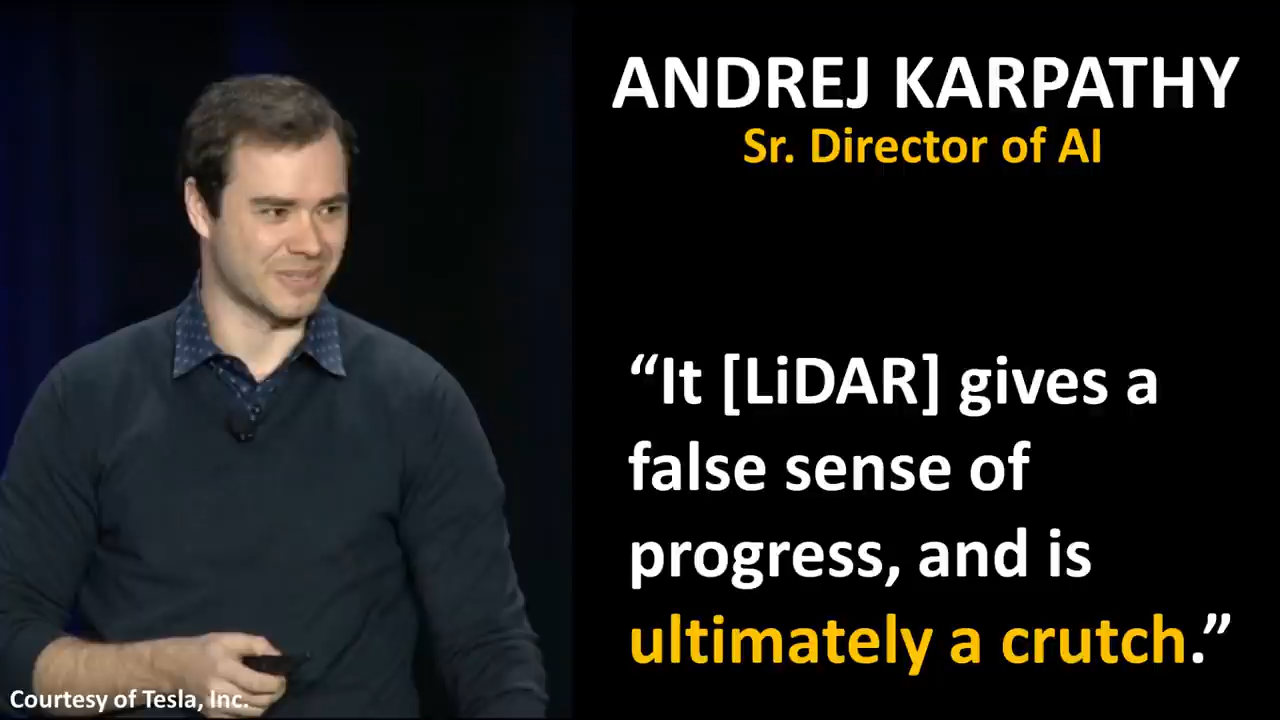 ANDREJ KARPATHY
Sr. Director of AI
“It [LiDAR] gives a
false sense of
progress, and is
ultimately a crutch.”
Courtesy of Tesla, Inc.